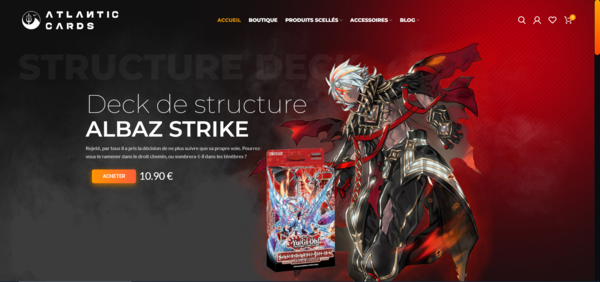 ATLANTIC
CARDS
ACCUEIL BOUTIQUE PRODUITS SCELLÉS ACCESSOIRES BLOG
STRUCTURE DECK
Deck de structure
ALBAZ STRIKE
Rejeté, par tous il a pris la décision de ne plus suivre que sa propre voie. Pourrez-
vous le ramener dans le droit chemin, ou sombrera-t-il dans les ténèbres ?
ACHETER 10.90 €
Yu-Gi-Oh!